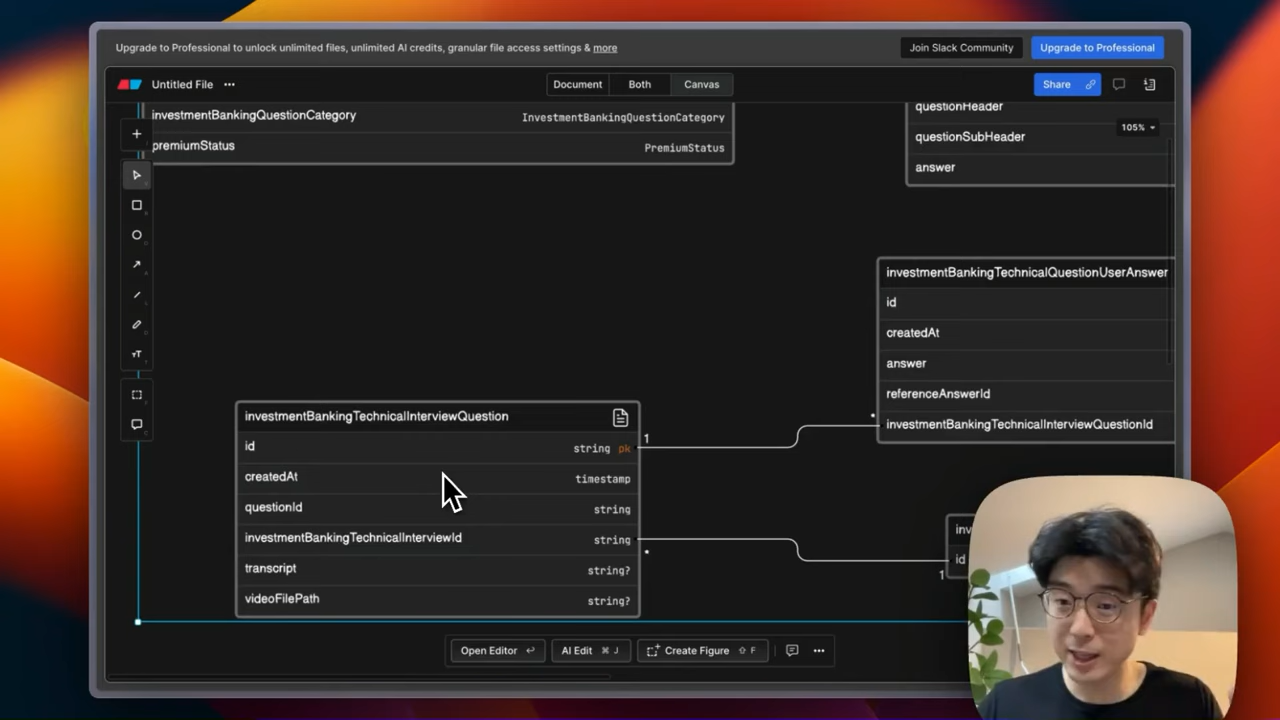 Upgrade to Professional to unlock unlimited files, unlimited AI credits, granular file access settings & more
Join Slack Community
Upgrade to Professional
Untitled File
Document
Both
Canvas
Share
105%
investmentBankingQuestionCategory InvestmentBankingQuestionCategory
premiumStatus PremiumStatus
questionHeader
questionSubHeader
answer
investmentBankingTechnicalQuestionUserAnswer
id
createdAt
answer
referenceAnswerId
investmentBankingTechnicalInterviewQuestionId
investmentBankingTechnicalInterviewQuestion
id string pk
createdAt timestamp
questionId string
investmentBankingTechnicalInterviewId string
transcript string?
videoFilePath string?
1
*
*
1
inv
id
Open Editor
AI Edit ⌘ J
Create Figure ⇧ F